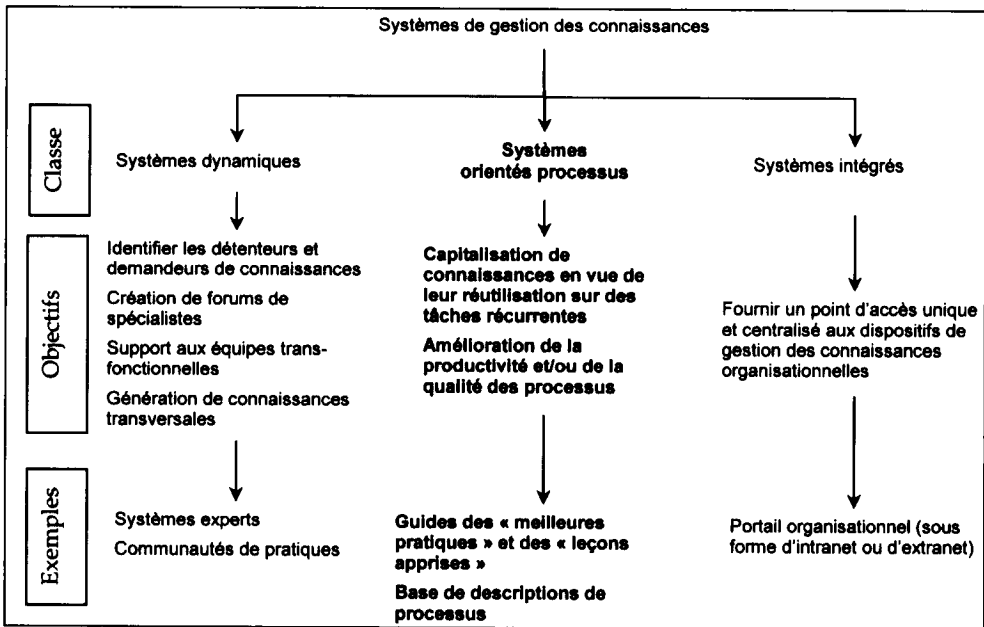 Systèmes de gestion des connaissances
Classe
Systèmes dynamiques
Systèmes
orientés processus
Systèmes intégrés
Objectifs
Identifier les détenteurs et
demandeurs de connaissances
Création de forums de
spécialistes
Support aux équipes trans-
fonctionnelles
Génération de connaissances
transversales
Capitalisation de
connaissances en vue de
leur réutilisation sur des
tâches récurrentes
Amélioration de la
productivité et/ou de la
qualité des processus
Fournir un point d'accès unique
et centralisé aux dispositifs de
gestion des connaissances
organisationnelles
Exemples
Systèmes experts
Communautés de pratiques
Guides des « meilleures
pratiques » et des « leçons
apprises »
Base de descriptions de
processus
Portail organisationnel (sous
forme d'intranet ou d'extranet)